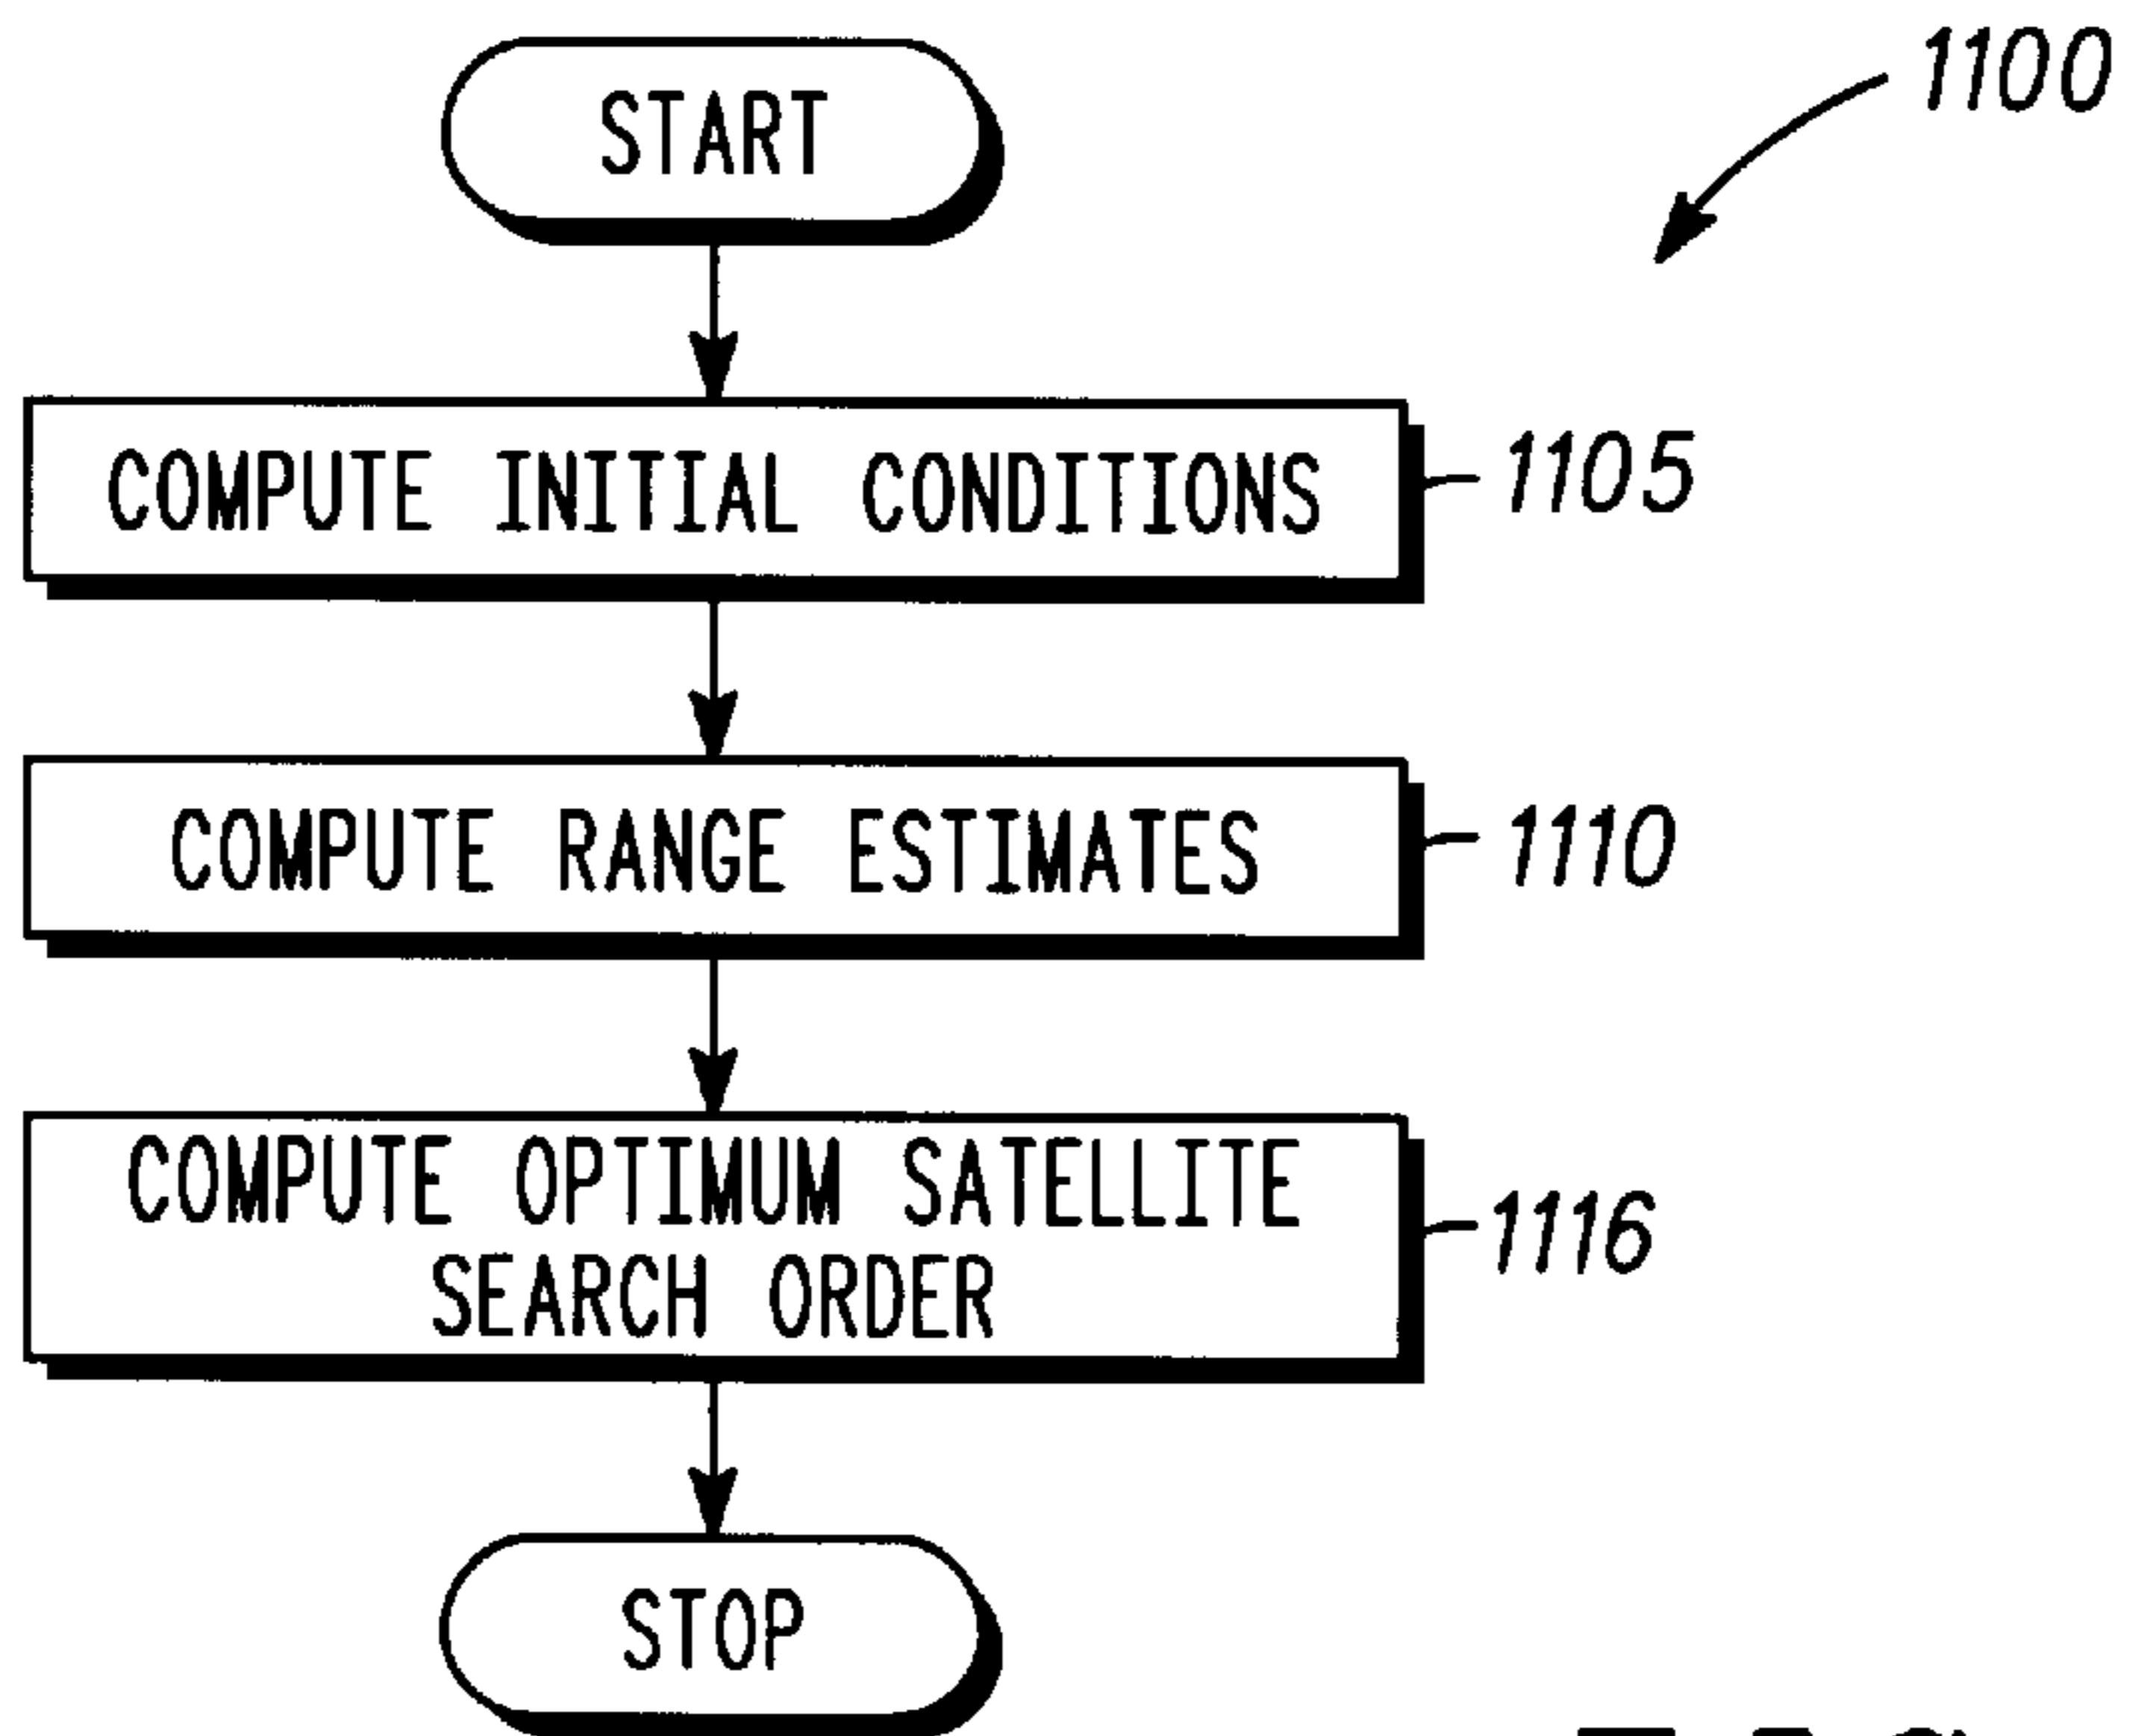 START
1100
COMPUTE INITIAL CONDITIONS
1105
COMPUTE RANGE ESTIMATES
1110
COMPUTE OPTIMUM SATELLITE
SEARCH ORDER
1116
STOP